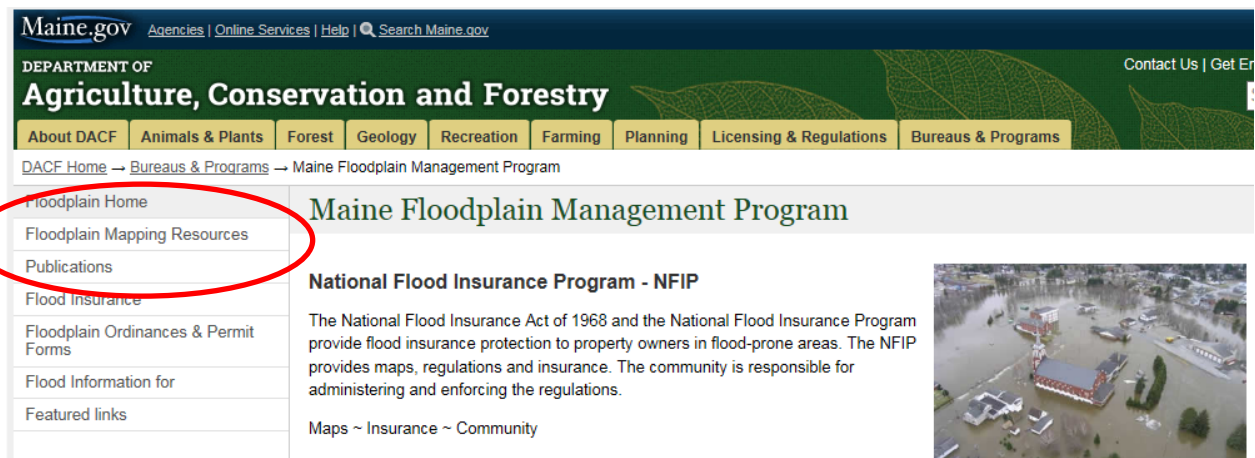 Maine.gov Agencies | Online Services | Help | Search Maine.gov
DEPARTMENT OF
Contact Us | Get
Agriculture, Conservation and Forestry
About DACF Animals & Plants Forest Geology Recreation Farming Planning Licensing & Regulations Bureaus & Programs
DACF Home → Bureaus & Programs → Maine Floodplain Management Program
Floodplain Home
Floodplain Mapping Resources
Publications
Flood Insurance
Floodplain Ordinances & Permit
Forms
Flood Information for
Featured links
Maine Floodplain Management Program
National Flood Insurance Program - NFIP
The National Flood Insurance Act of 1968 and the National Flood Insurance Program
provide flood insurance protection to property owners in flood-prone areas. The NFIP
provides maps, regulations and insurance. The community is responsible for
administering and enforcing the regulations.
Maps ~ Insurance ~ Community